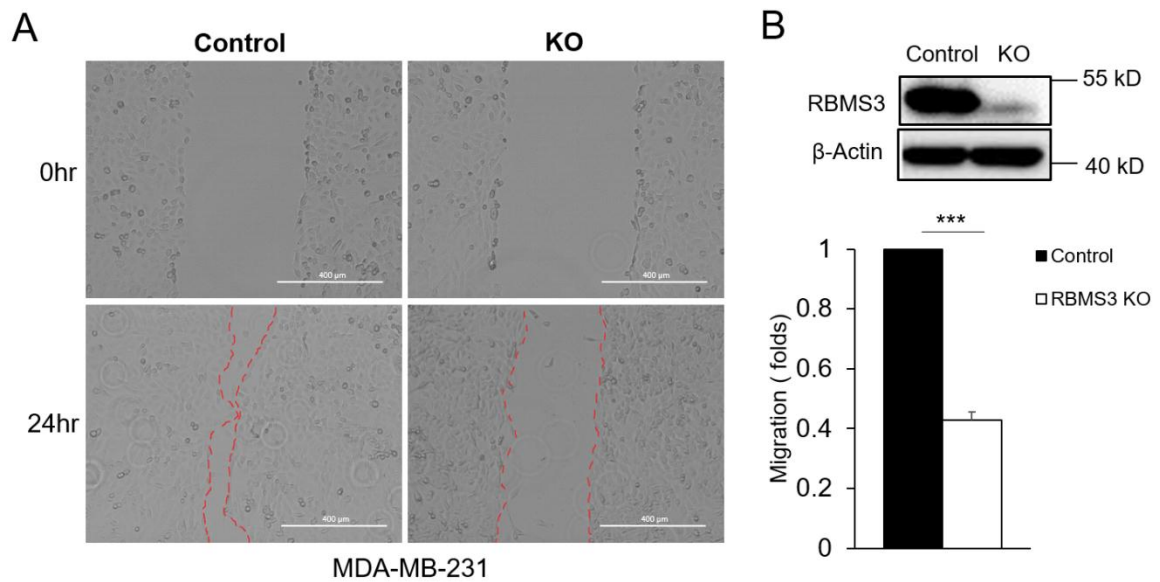 A
Control
KO
0hr
400 µm
400 µm
24hr
400 µm
400 µm
MDA-MB-231
B
Control KO
55 kD
RBMS3
β-Actin
40 kD
***
1
0.8
0.6
0.4
0.2
0
Migration ( folds)
Control
RBMS3 KO